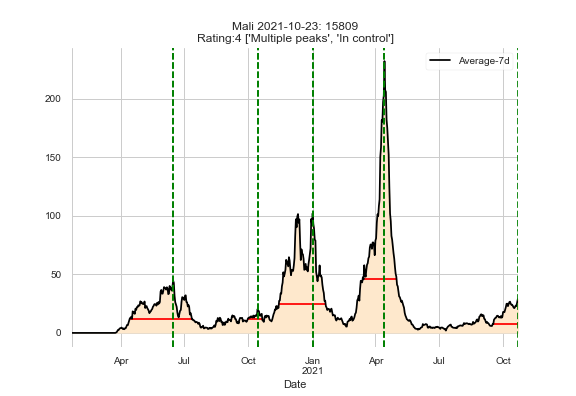 Mali 2021-10-23: 15809
Rating:4 ['Multiple peaks', 'In control']
Average-7d
200
150
100
50
0
Apr Jul Oct Jan Apr Jul Oct
2021
Date